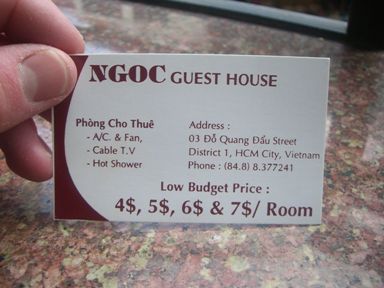 NGOC GUEST HOUSE
Phòng Cho Thuê
- A/C. & Fan,
- Cable T.V
- Hot Shower
Address :
03 Đỗ Quang Đẩu Street
District 1, HCM City, Vietnam
Phone : (84.8) 8.377241
Low Budget Price :
4$, 5$, 6$ & 7$/ Room